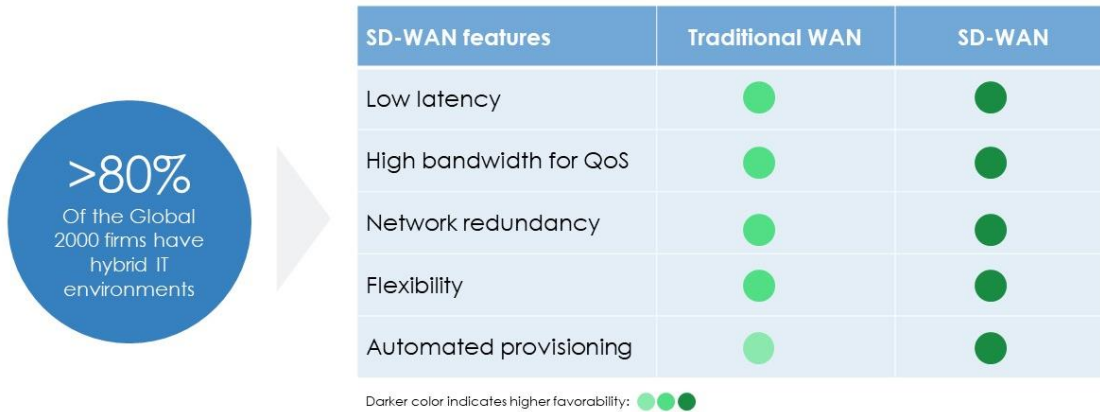 >80%
Of the Global
2000 firms have
hybrid IT
environments
SD-WAN features Traditional WAN SD-WAN
Low latency
High bandwidth for QoS
Network redundancy
Flexibility
Automated provisioning
Darker color indicates higher favorability: